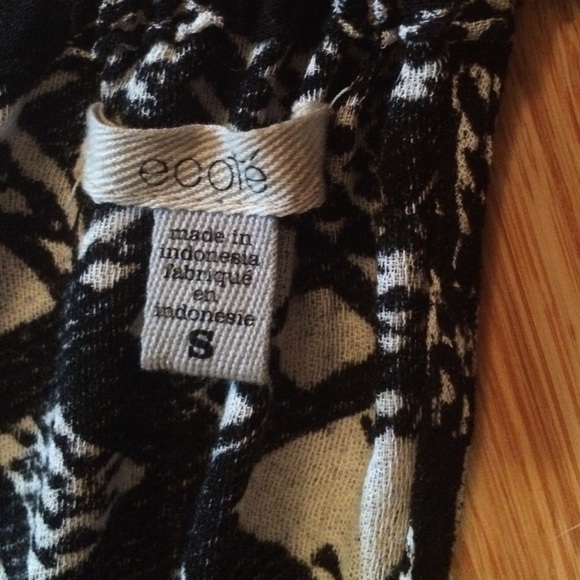 ecoté
made in
indonesia
fabriqué
en
indonesie
S